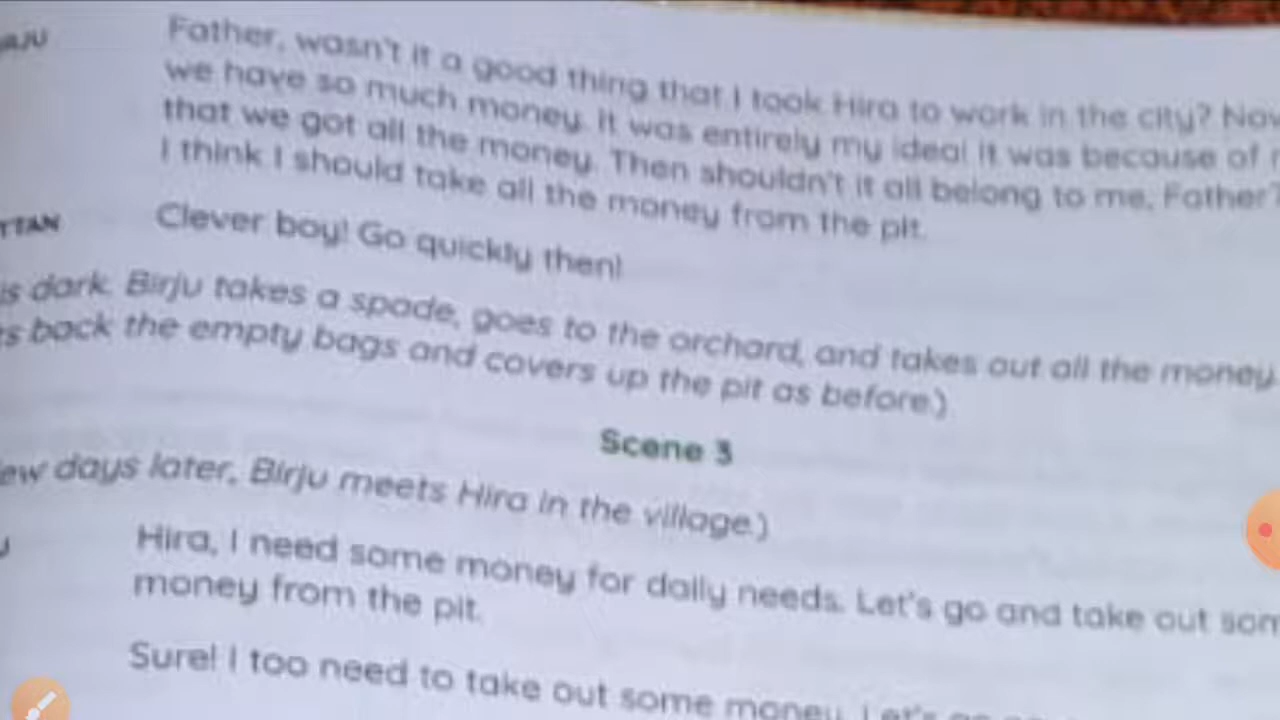 Father, wasn't it a good thing that I took Hira to work in the city?
we have so much money. It was entirely my idea! It was because of
that we got all the money. Then shouldn't it all belong to me, Father?
I think I should take all the money from the pit.
Clever boy! Go quickly then!
is dark. Birju takes a spade, goes to the orchard, and takes out all the money.
back the empty bags and covers up the pit as before.)
Scene 3
days later, Birju meets Hira in the village.)
Hira, I need some money for daily needs. Let's go and take out
money from the pit.
Sure! I too need to take out some money. Let's go